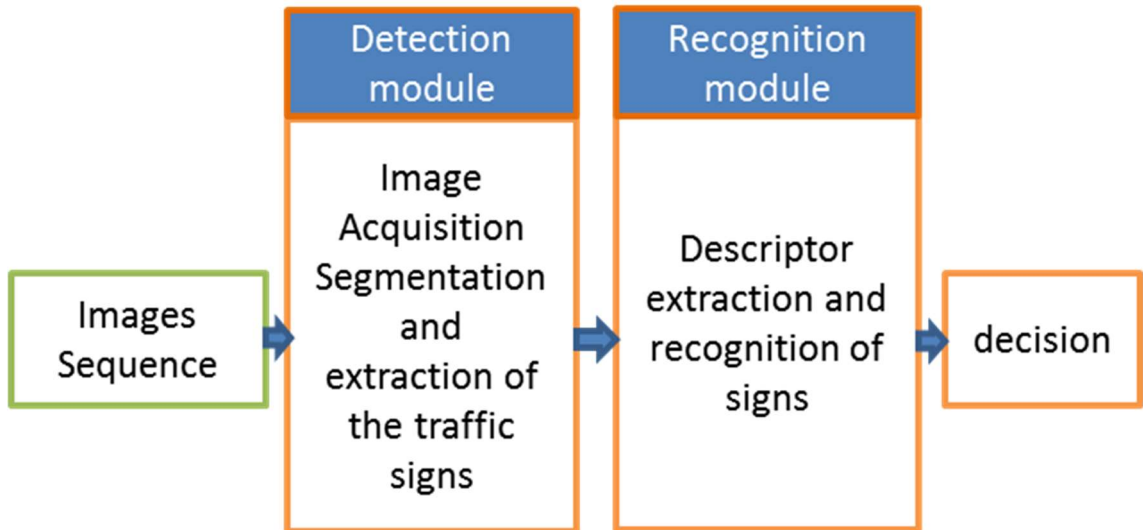 Images
Sequence
Detection
module
Image
Acquisition
Segmentation
and
extraction of
the traffic
signs
Recognition
module
Descriptor
extraction and
recognition of
signs
decision